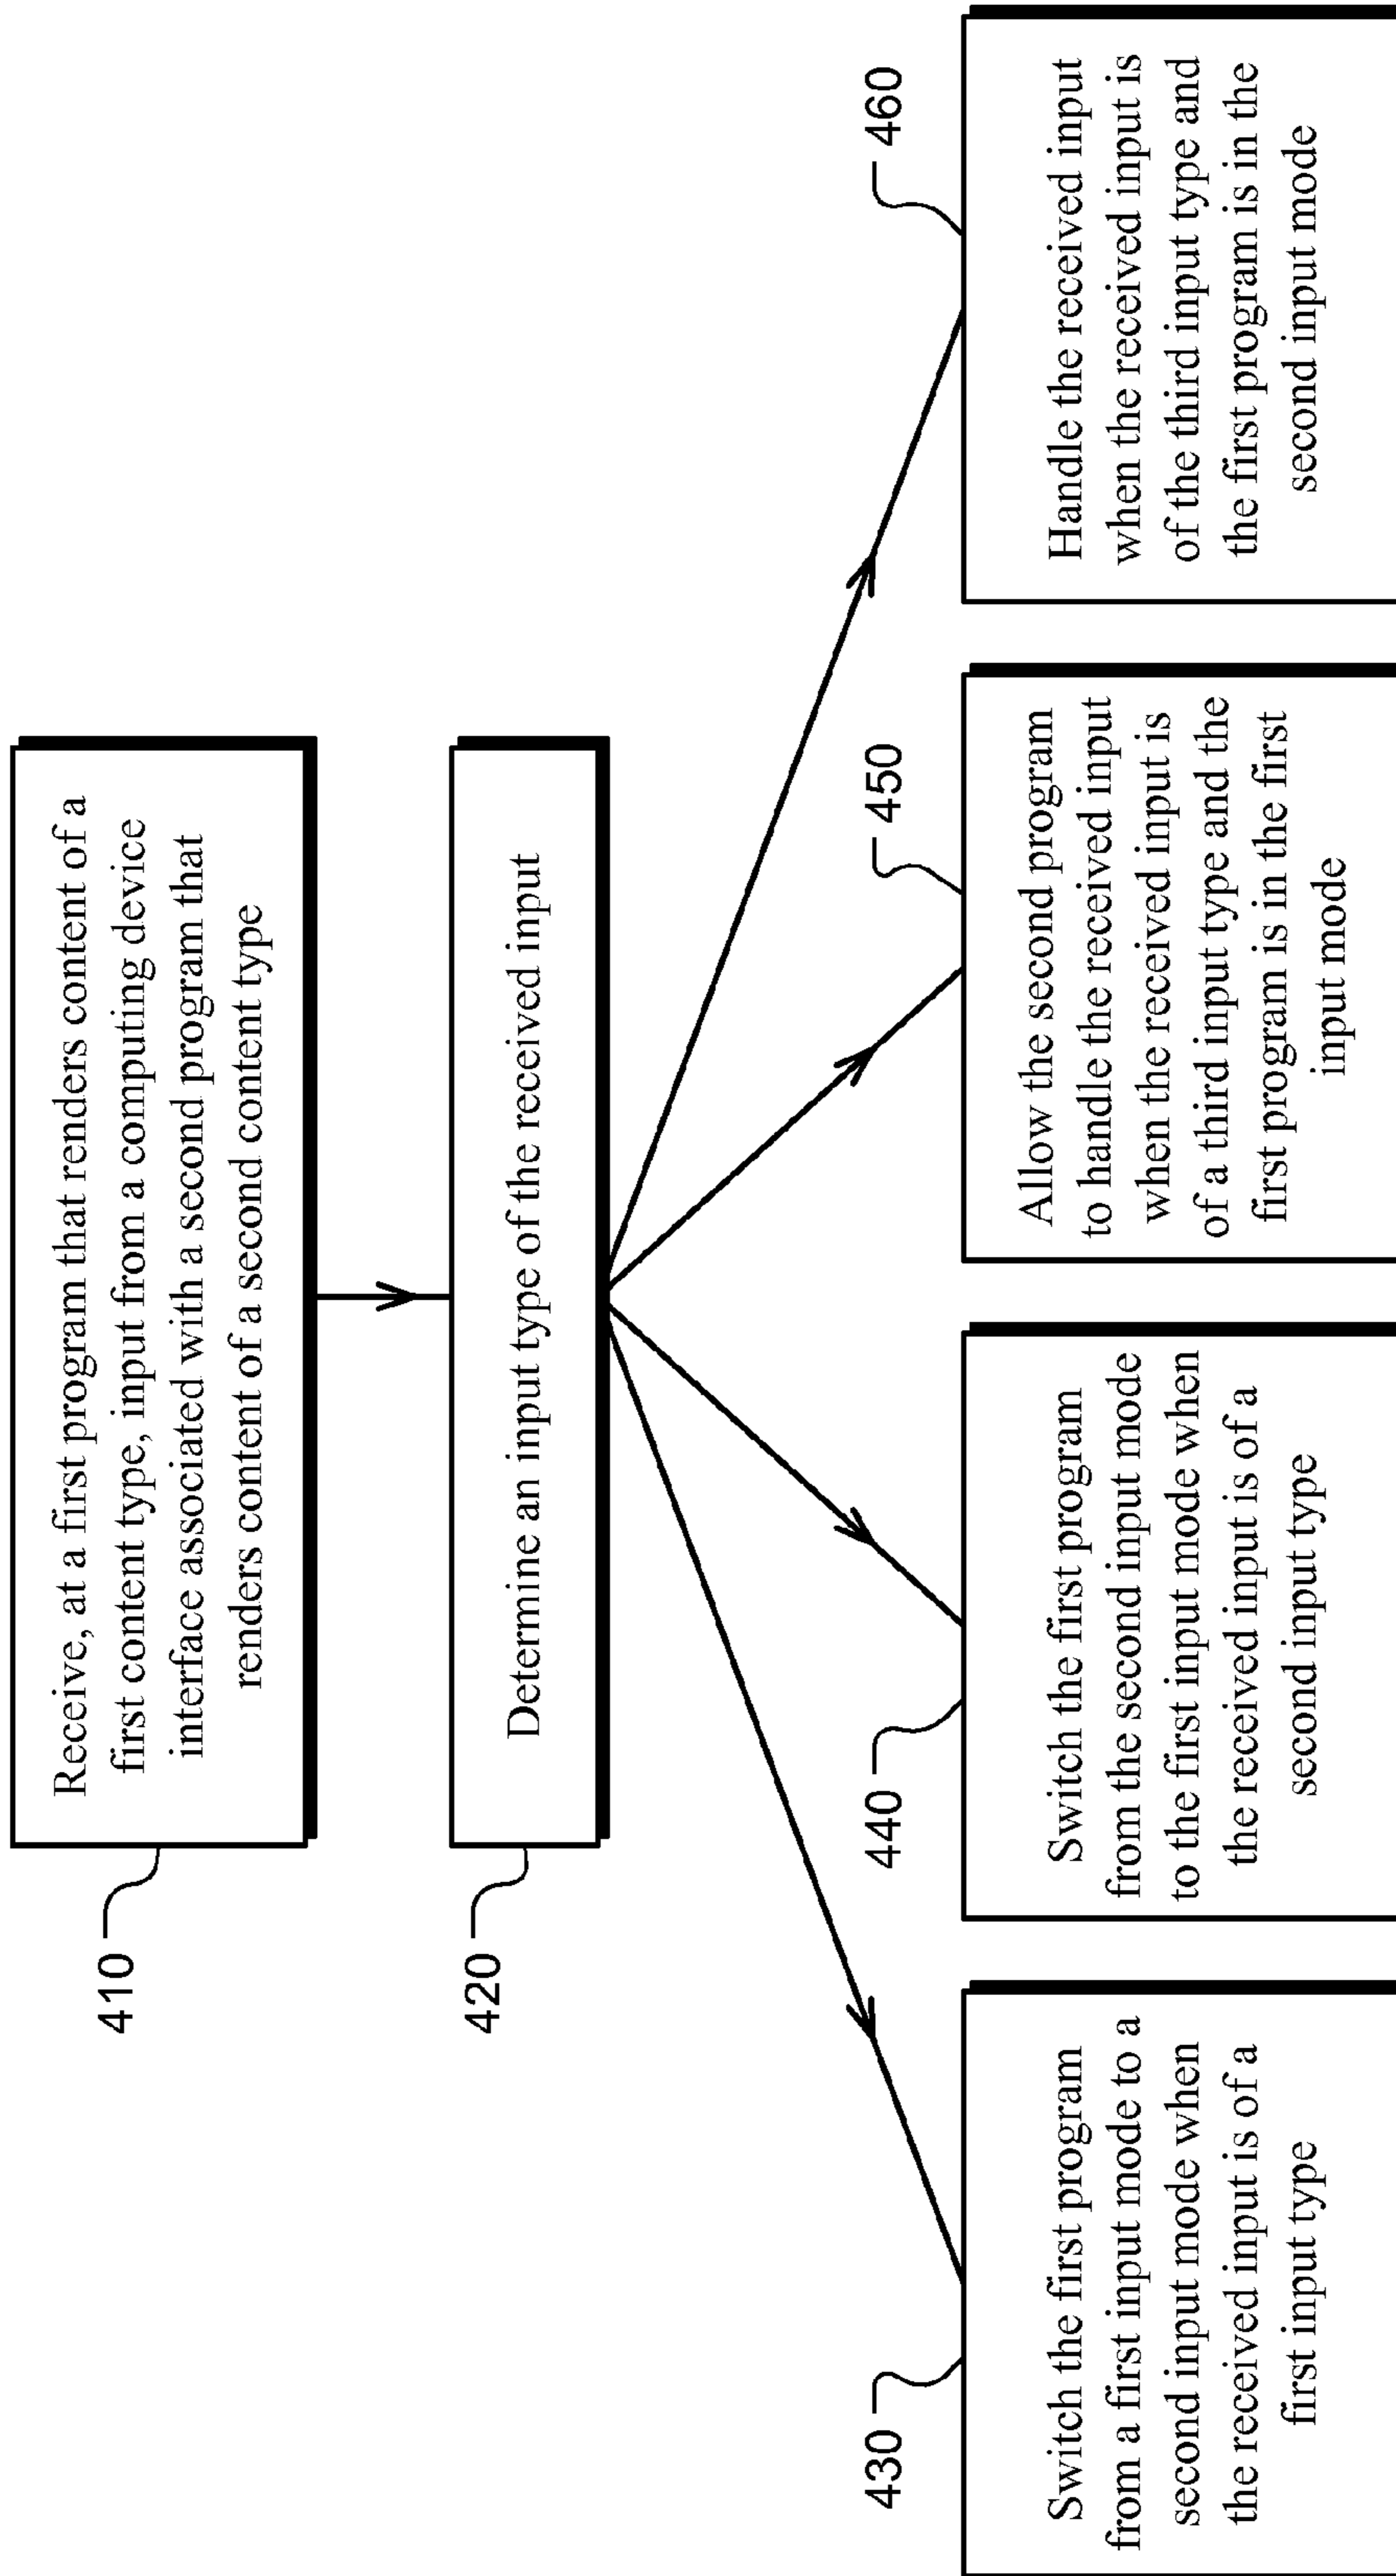 410
Receive, at a first program that renders content of a
first content type, input from a computing device
interface associated with a second program that
renders content of a second content type
420
Determine an input type of the received input
430
Switch the first program
from a first input mode to a
second input mode when
the received input is of a
first input type
440
Switch the first program
from the second input mode
to the first input mode when
the received input is of a
second input type
450
Allow the second program
to handle the received input
when the received input is
of a third input type and the
first program is in the first
input mode
460
Handle the received input
when the received input is
of the third input type and
the first program is in the
second input mode